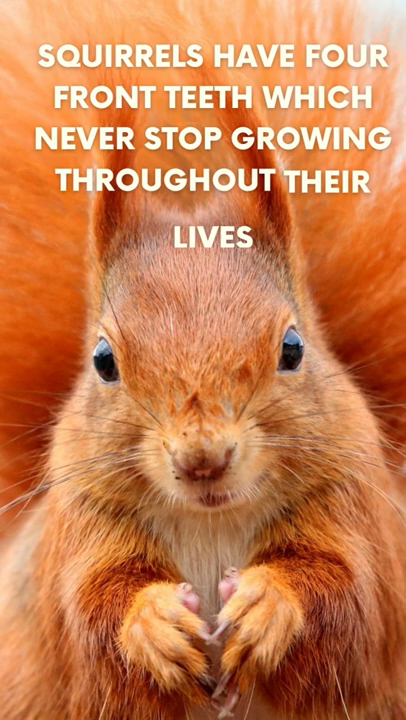 SQUIRRELS HAVE FOUR
FRONT TEETH WHICH
NEVER STOP GROWING
THROUGHOUT THEIR
LIVES